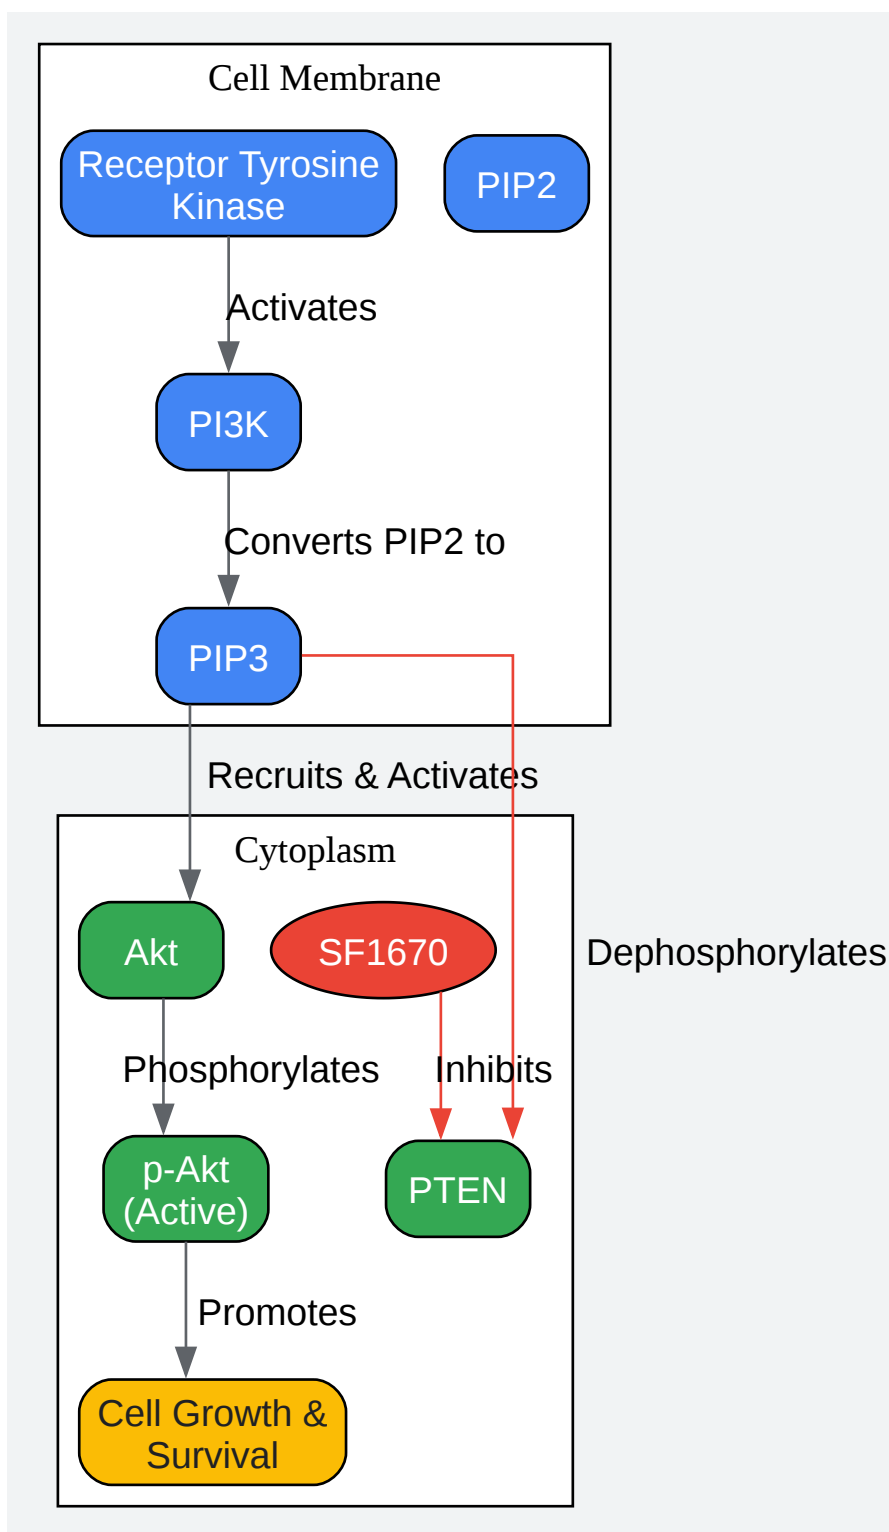 Cell Membrane
Receptor Tyrosine
Kinase
PIP2
Activates
PI3K
Converts PIP2 to
PIP3
Recruits & Activates
Cytoplasm
Akt
SF1670
Dephosphorylates
Phosphorylates
Inhibits
p-Akt
(Active)
PTEN
Promotes
Cell Growth &
Survival